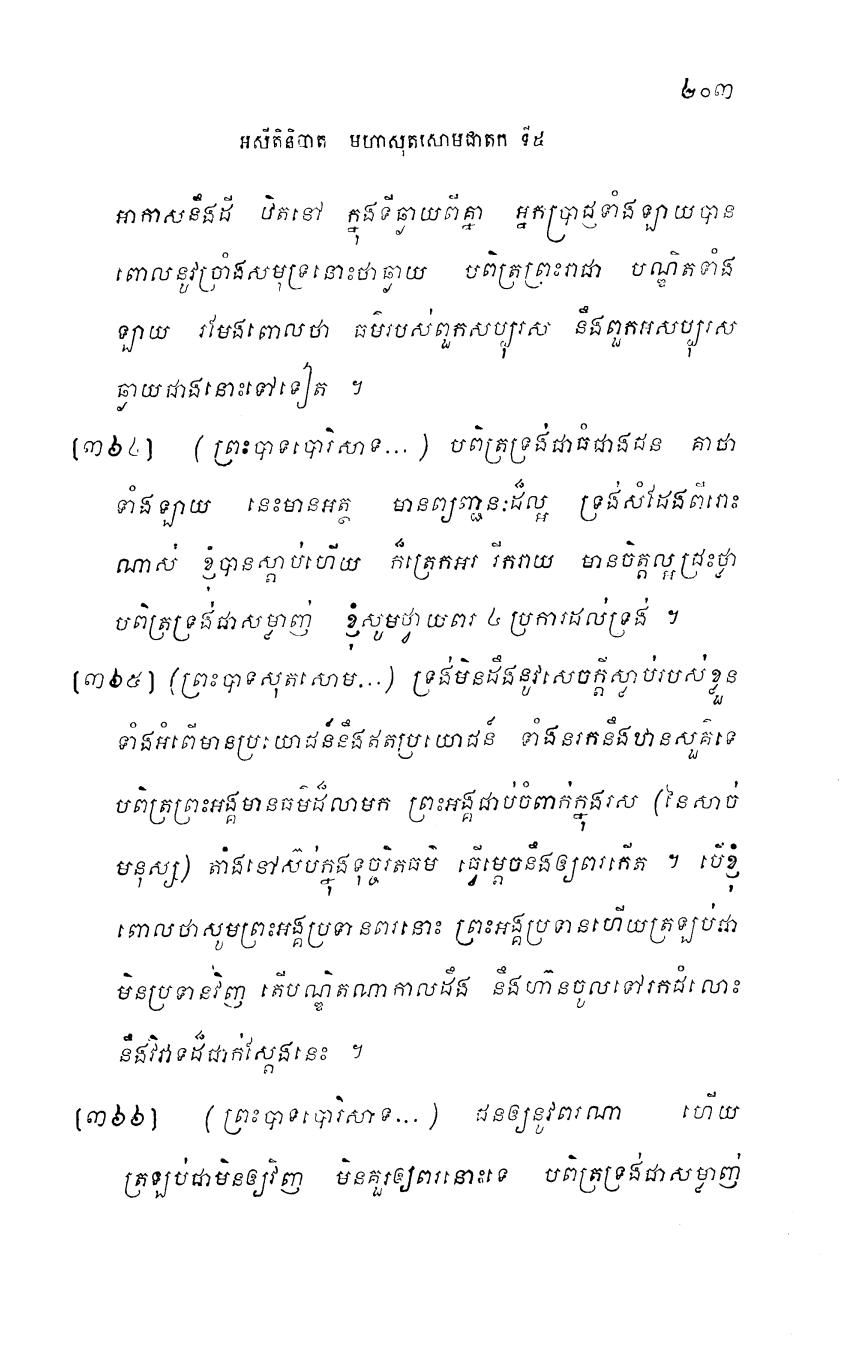 ២០៣
អសីតិនិបាត មហាសុតសោមជាតក ទី៥
អាកាសនឹងដី ឋិតនៅ ក្នុងទីឆ្ងាយពីគ្នា អ្នកប្រាជ្ញទាំងឡាយបាន
ពោលនូវត្រើយទាំងសមុទ្រនោះថាឆ្ងាយ បពិត្រព្រះរាជា បណ្ឌិតទាំង
ឡាយ រមែងពោលថា ធម៌របស់ពួកសប្បុរស នឹងពួកអសប្បុរស
ឆ្ងាយជាងនោះទៅទៀត ។
[៣៦៤] (ព្រះបាទបោរិសាទ...) បពិត្រទ្រង់ជាធំជាងជន គាថា
ទាំងឡាយ នេះមានអត្ថ មានព្យញ្ជនៈដ៏ល្អ ទ្រង់សំដែងពីរោះ
ណាស់ ខ្ញុំបានស្តាប់ហើយ ក៏ត្រេកអរ រីករាយ មានចិត្តល្អជ្រះថ្លា
បពិត្រទ្រង់ជាសម្លាញ់ ខ្ញុំសូមថ្វាយពរ ៤ ប្រការដល់ទ្រង់ ។
[៣៦៥] (ព្រះបាទសុតសោម...) ទ្រង់មិនដឹងនូវសេចក្តីស្លាប់របស់ខ្លួន
ទាំងអំពើមានប្រយោជន៍នឹងឥតប្រយោជន៍ ទាំងនរកនឹងឋានសួគ៌ទេ
បពិត្រព្រះអង្គមានធម៌ដ៏លាមក ព្រះអង្គជាប់ចំពាក់ក្នុងរស (នៃសាច់
មនុស្ស) តាំងនៅស៊ប់ក្នុងទុច្ចរិតធម៌ ធ្វើម្តេចនឹងឲ្យពរកើត ។ បើខ្ញុំ
ពោលថាសូមព្រះអង្គប្រទានពរនោះ ព្រះអង្គប្រទានហើយត្រឡប់ជា
មិនប្រទានវិញ តើបណ្ឌិតណាកាលដឹង នឹងហ៊ានចូលទៅរកជំលោះ
នឹងវិវាទដ៏ជាក់ស្តែងនេះ ។
[៣៦៦] (ព្រះបាទបោរិសាទ...) ជនឲ្យនូវពរណា ហើយ
ត្រឡប់ជាមិនឲ្យវិញ មិនគួរឲ្យពរនោះទេ បពិត្រទ្រង់ជាសម្លាញ់